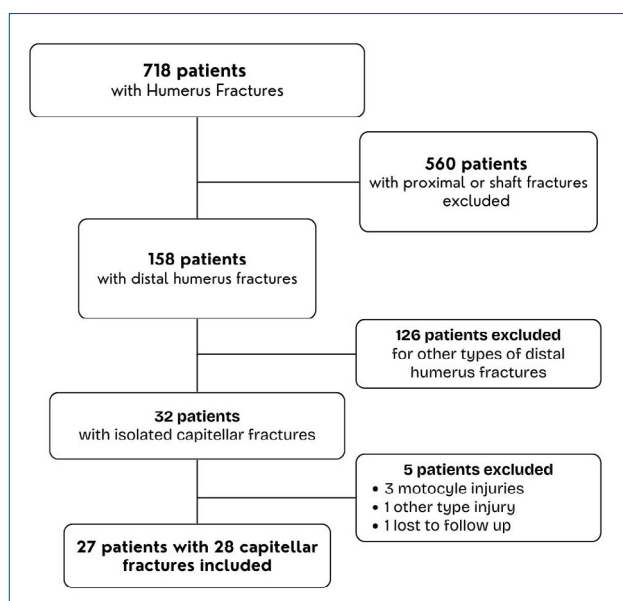 718 patients
with Humerus Fractures
560 patients
with proximal or shaft fractures
excluded
158 patients
with distal humerus fractures
126 patients excluded
for other types of distal
humerus fractures
32 patients
with isolated capitellar fractures
5 patients excluded
• 3 motocyle injuries
• 1 other type injury
• 1 lost to follow up
27 patients with 28 capitellar
fractures included